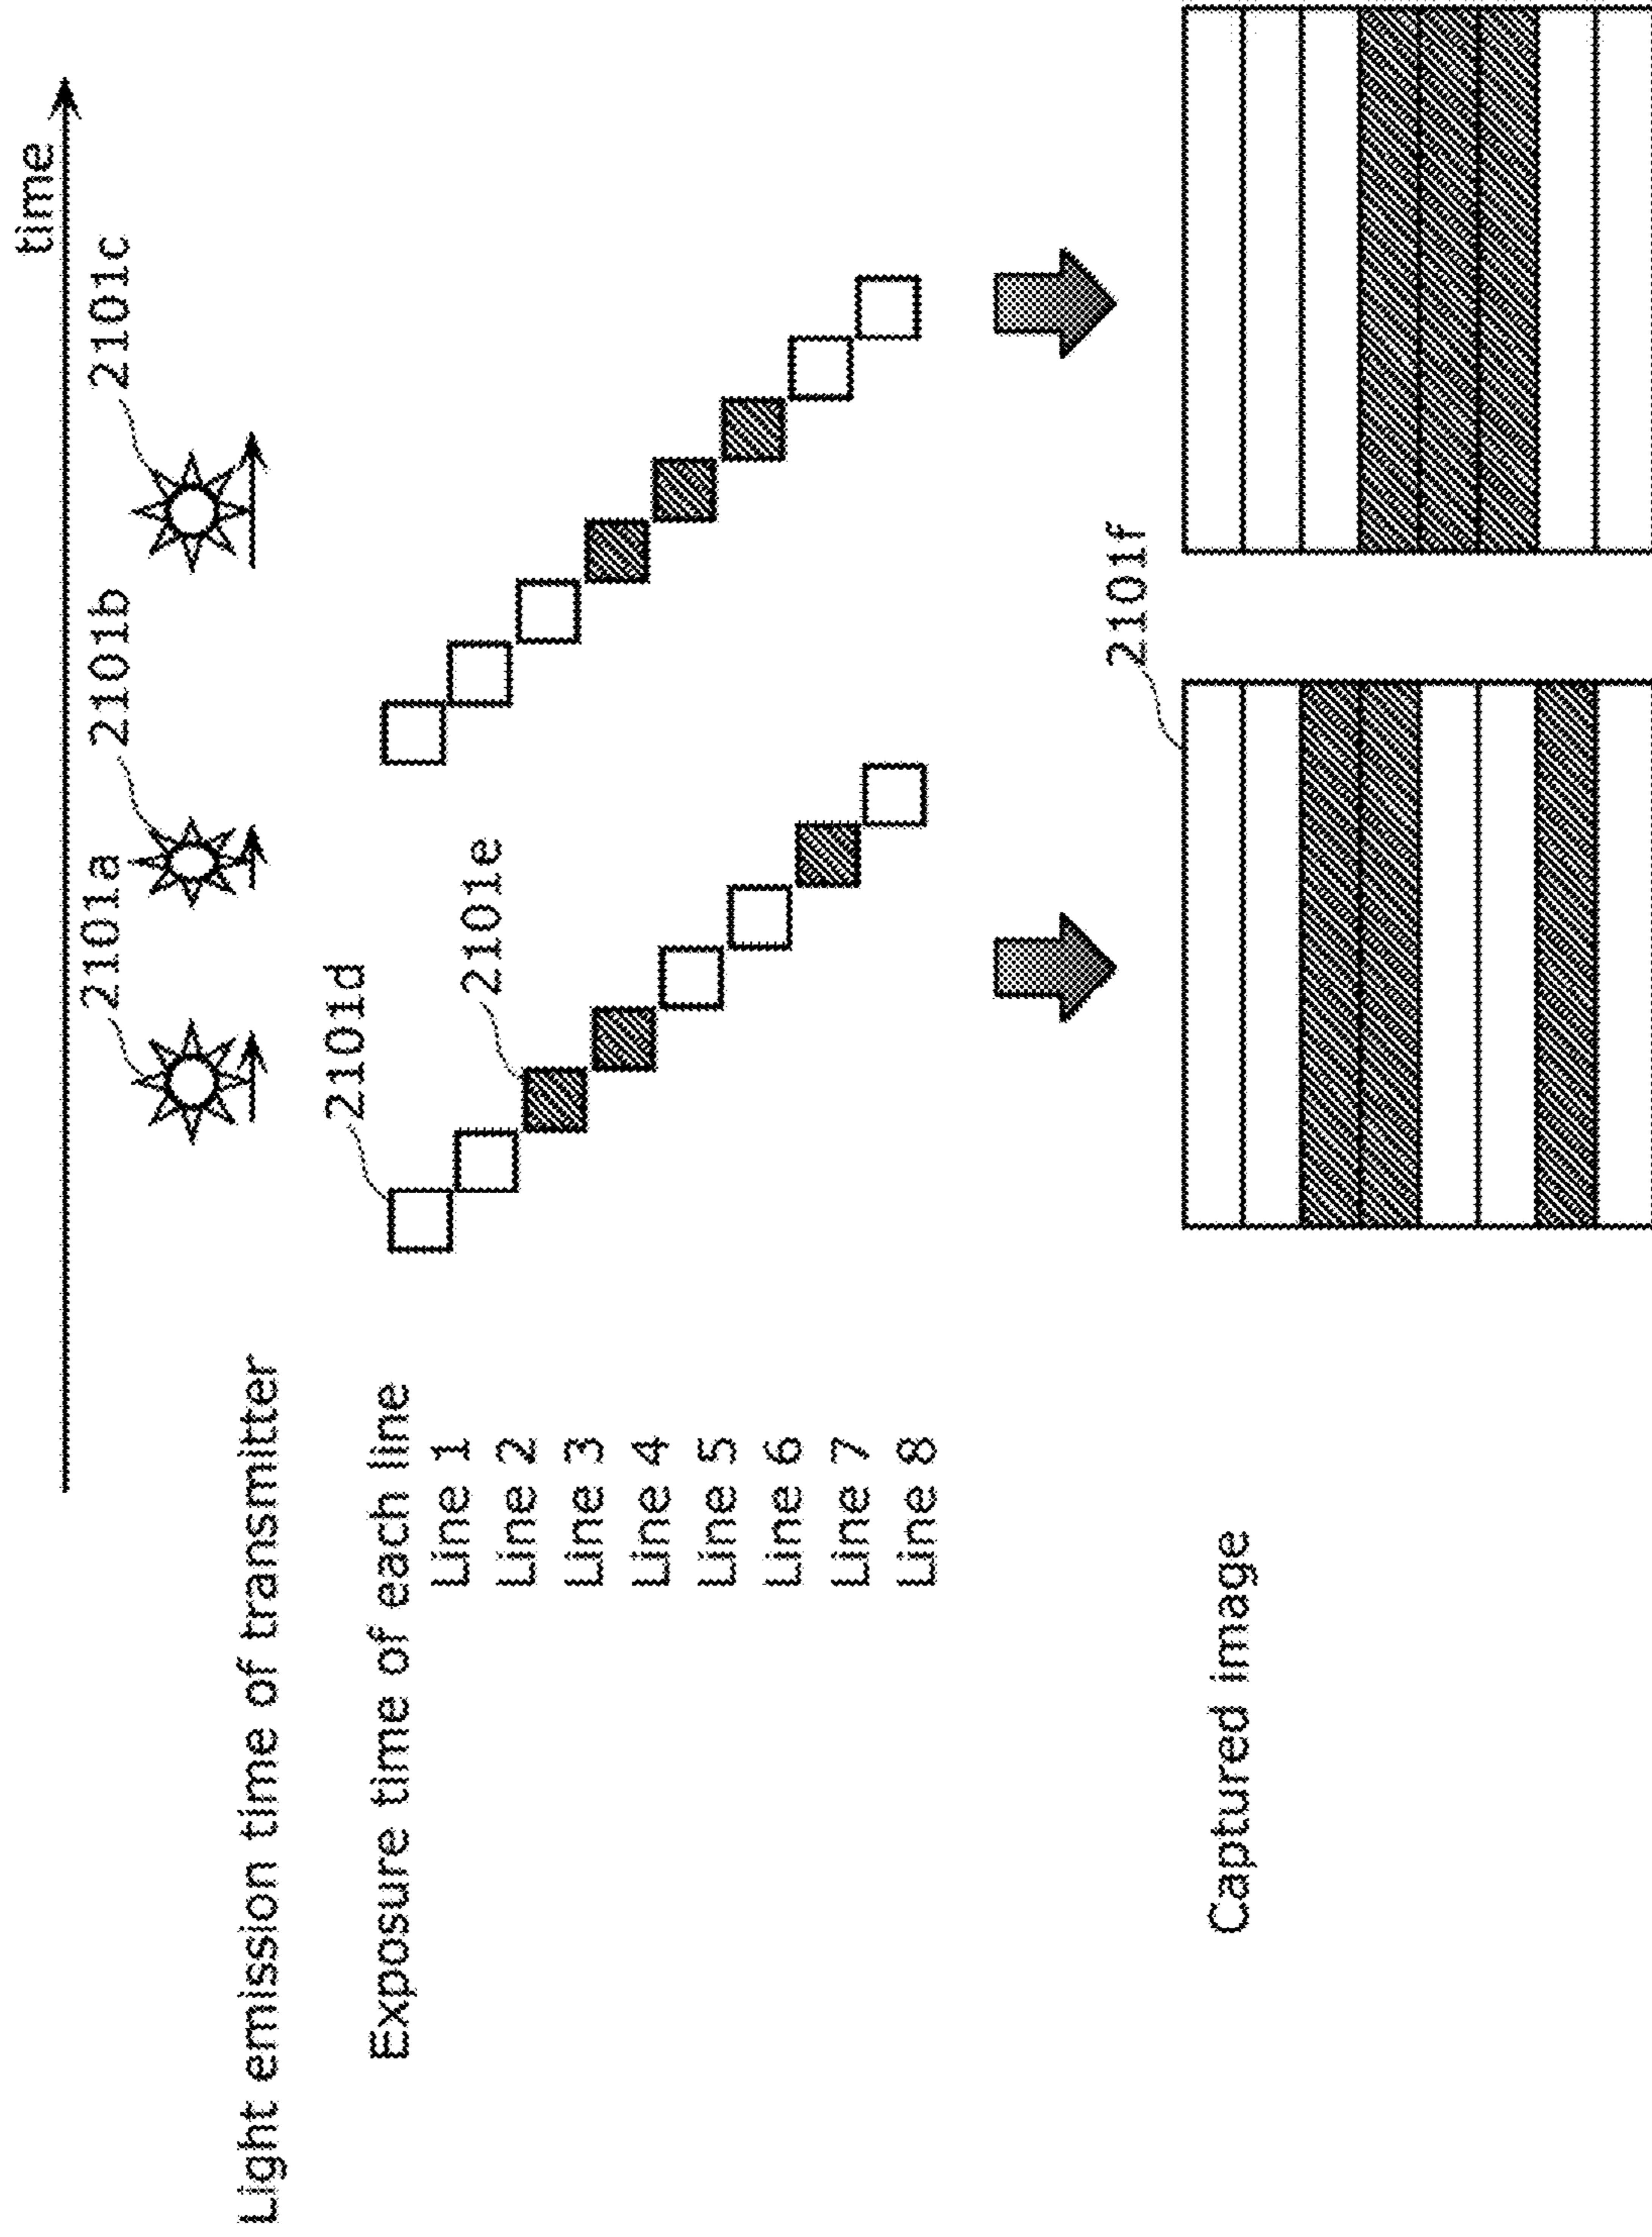 time
2101a
2101b
2101c
Light emission time of transmitter
2101d
2101e
Exposure time of each line
Line 1
Line 2
Line 3
Line 4
Line 5
Line 6
Line 7
Line 8
2101f
Captured image